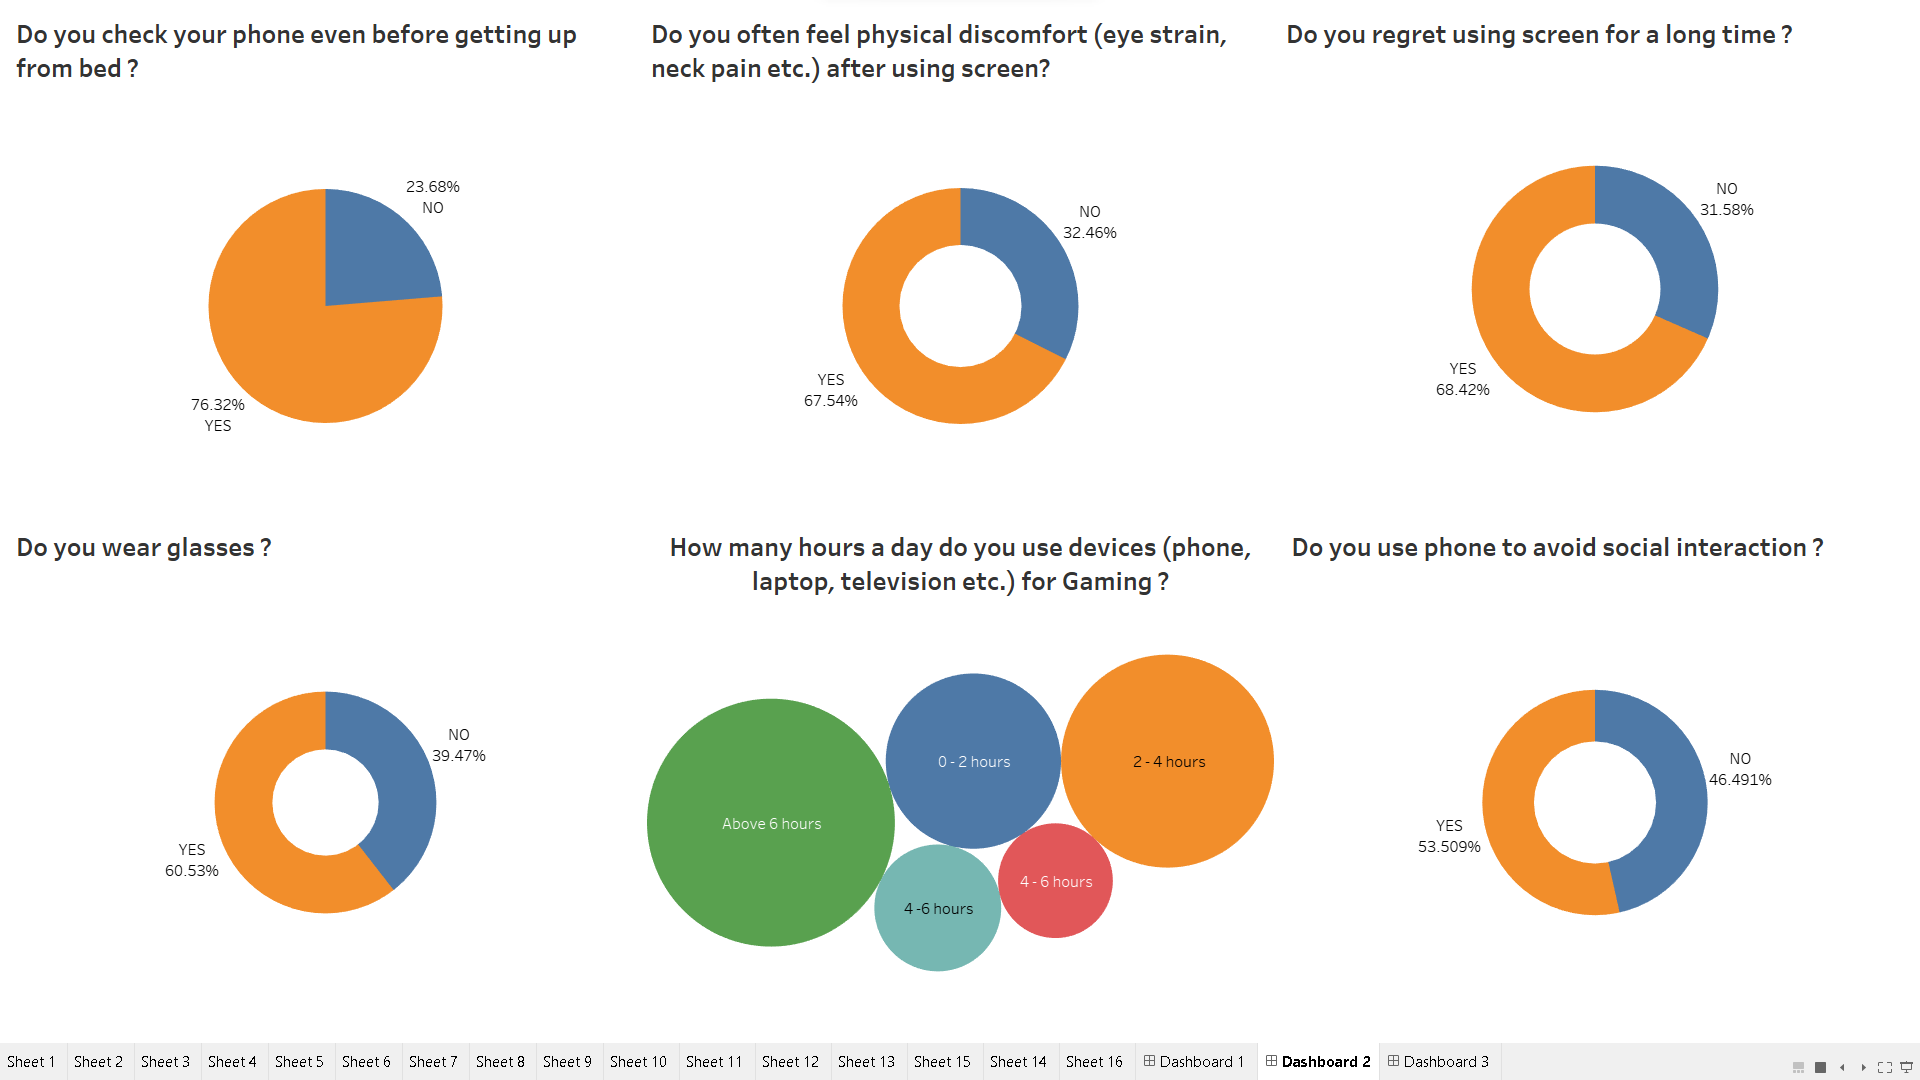 Do you check your phone even before getting up
from bed ?
23.68%
NO
76.32%
YES
Do you often feel physical discomfort (eye strain,
neck pain etc.) after using screen?
NO
32.46%
YES
67.54%
Do you regret using screen for a long time ?
NO
31.58%
YES
68.42%
Do you wear glasses ?
NO
39.47%
YES
60.53%
How many hours a day do you use devices (phone,
laptop, television etc.) for Gaming ?
0 - 2 hours
2 - 4 hours
Above 6 hours
4 - 6 hours
4 -6 hours
Do you use phone to avoid social interaction ?
NO
46.491%
YES
53.509%
Sheet 1
Sheet 2
Sheet 3
Sheet 4
Sheet 5
Sheet 6
Sheet 7
Sheet 8
Sheet 9
Sheet 10
Sheet 11
Sheet 12
Sheet 13
Sheet 15
Sheet 14
Sheet 16
Dashboard 1
Dashboard 2
Dashboard 3